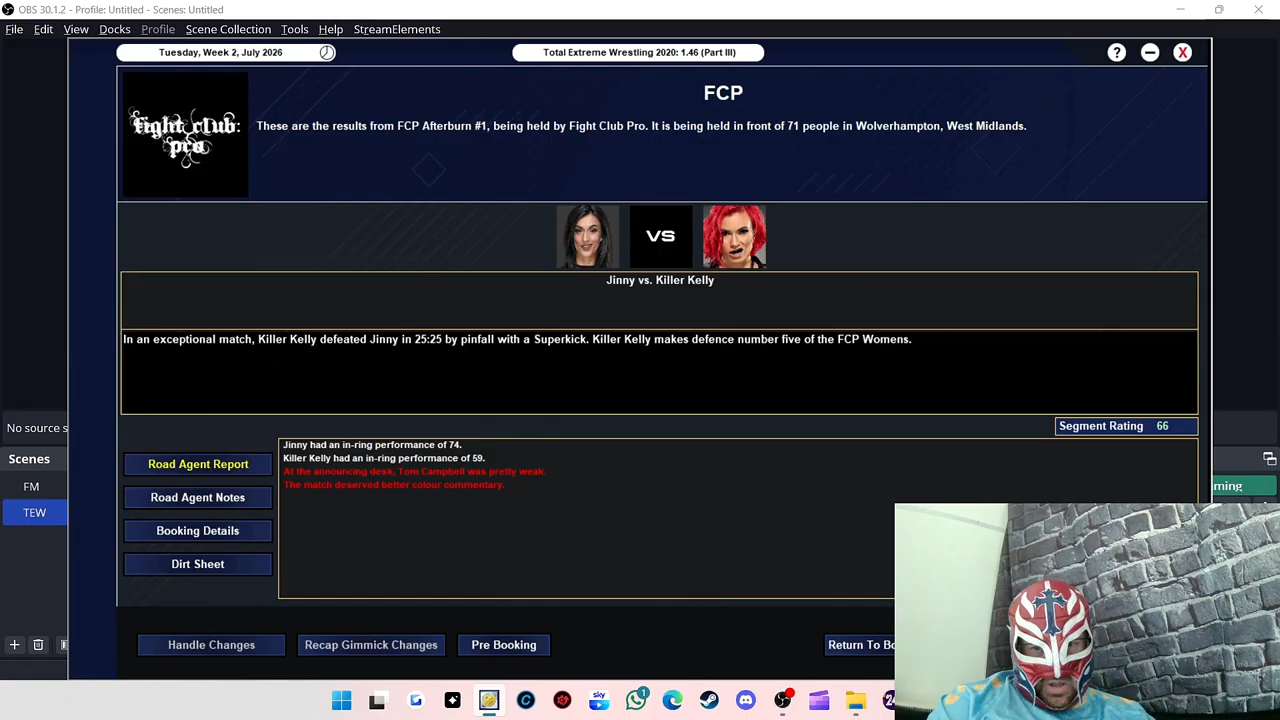 OBS 30.1.2 - Profile: Untitled - Scenes: Untitled
File Edit View Docks Profile Scene Collection Tools Help StreamElements
Tuesday, Week 2, July 2026
Total Extreme Wrestling 2020: 1.46 (Part III)
? X
fight club:
pro
FCP
These are the results from FCP Afterburn #1, being held by Fight Club Pro. It is being held in front of 71 people in Wolverhampton, West Midlands.
VS
Jinny vs. Killer Kelly
In an exceptional match, Killer Kelly defeated Jinny in 25:25 by pinfall with a Superkick. Killer Kelly makes defence number five of the FCP Womens.
No source s
Segment Rating 66
Scenes
FM
TEW
Road Agent Report
Road Agent Notes
Booking Details
Dirt Sheet
Jinny had an in-ring performance of 74.
Killer Kelly had an in-ring performance of 59.
At the announcing desk, Tom Campbell was pretty weak.
The match deserved better colour commentary.
ming
Handle Changes
Recap Gimmick Changes
Pre Booking
Return To Bo
sky
1
24